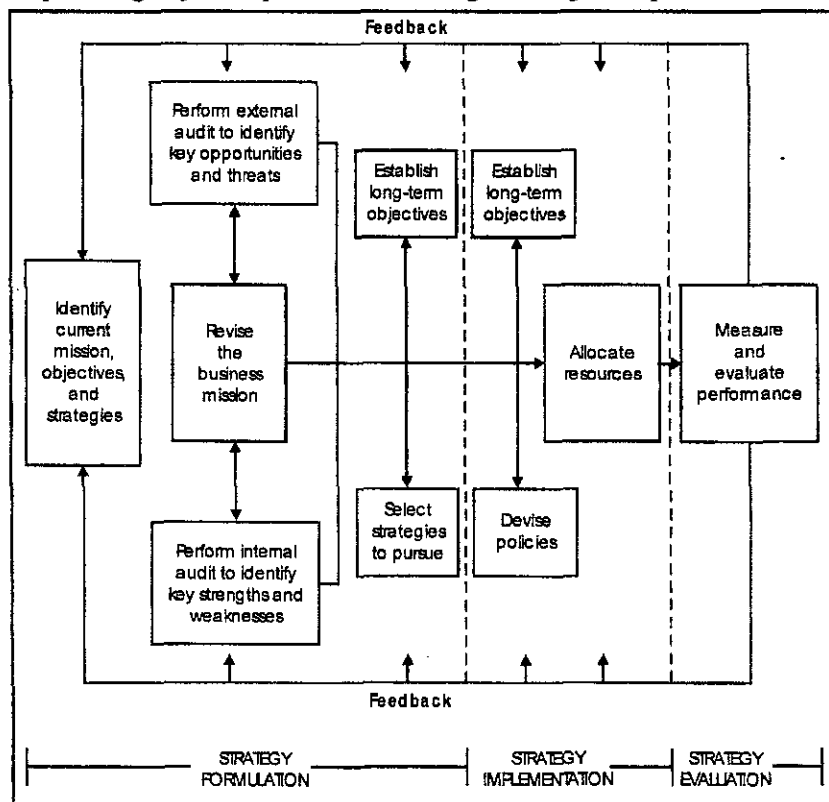 Feedback
Perform external
audit to identify
key opportunities
and threats
Establish
long-term
objectives
Establish
long-term
objectives
Identify
current
mission,
objectives,
and
strategies
Revise
the
business
mission
Allocate
resources
Measure
and
evaluate
performance
Select
strategies
to pursue
Devise
policies
Perform internal
audit to identify
key strengths and
weaknesses
Feedback
STRATEGY
FORMULATION
STRATEGY
IMPLEMENTATION
STRATEGY
EVALUATION